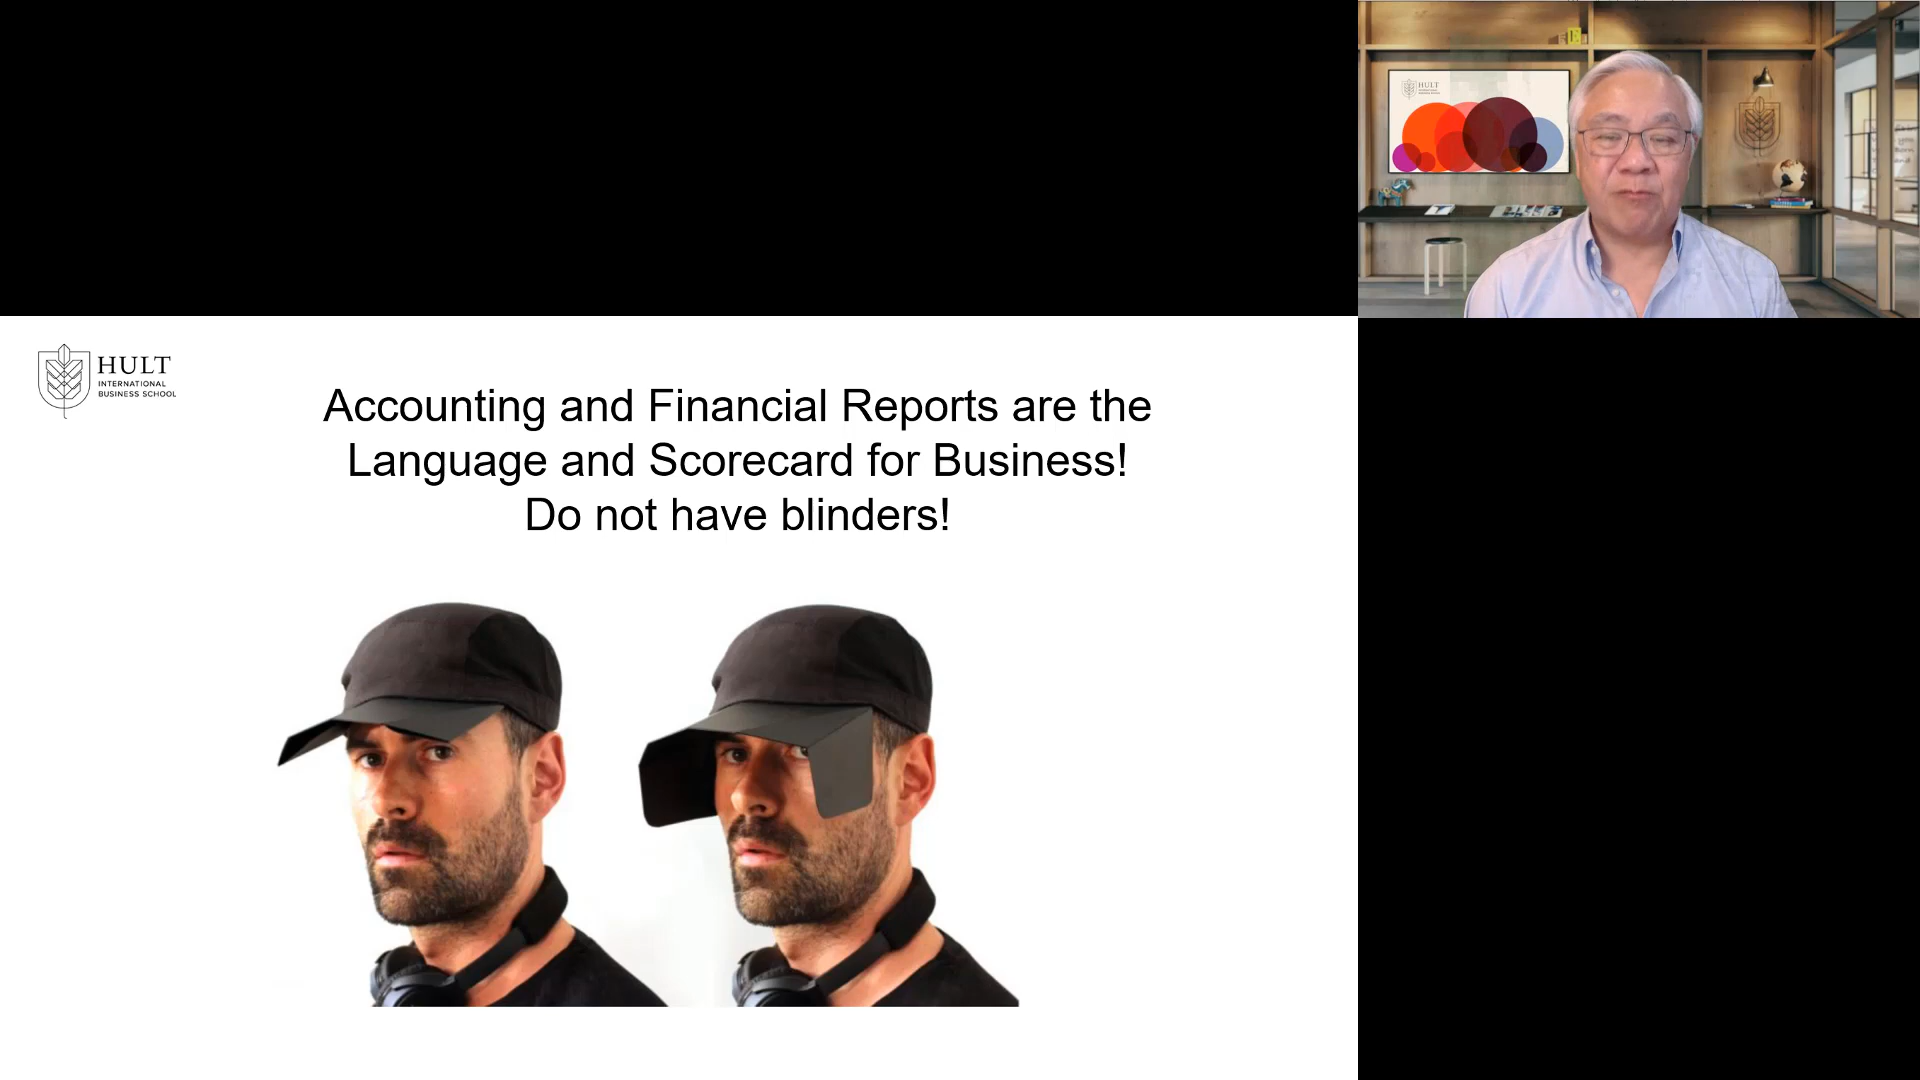 HULT
INTERNATIONAL
BUSINESS SCHOOL
Accounting and Financial Reports are the
Language and Scorecard for Business!
Do not have blinders!
E
HULT